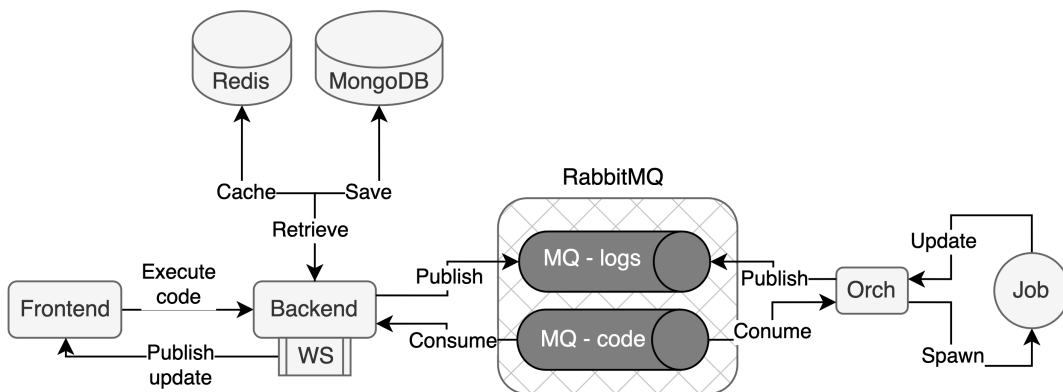 Redis
MongoDB
Cache
Save
Retrieve
RabbitMQ
MQ - logs
MQ - code
Publish
Consume
Publish
Conume
Update
Orch
Job
Spawn
Frontend
Execute
code
Backend
WS
Publish
update